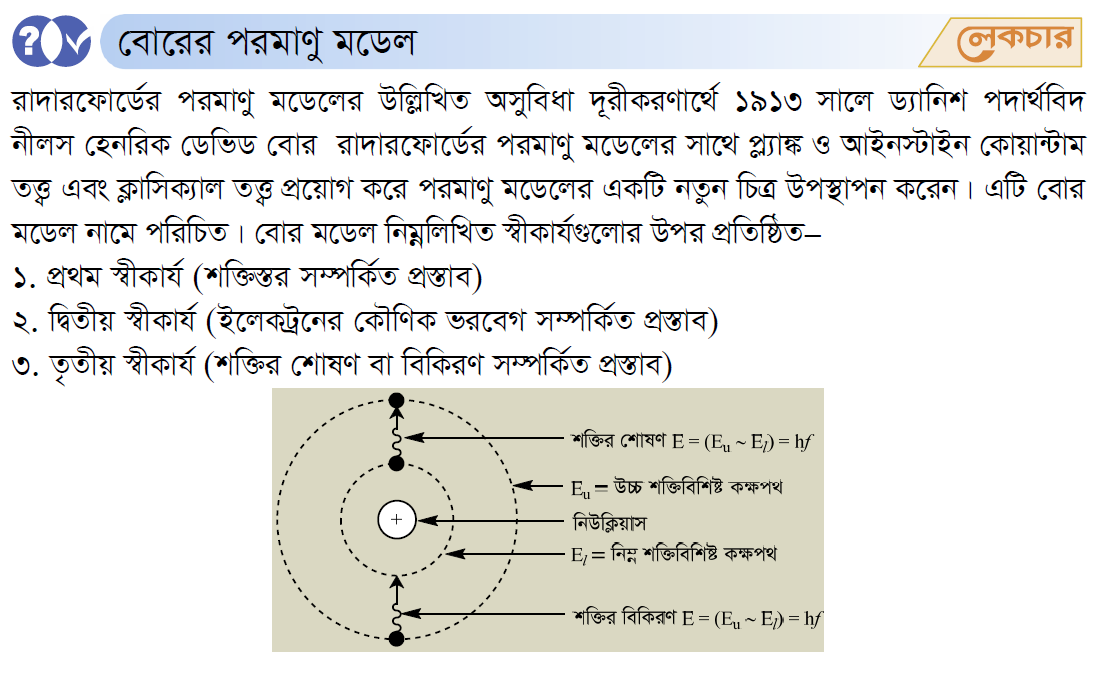 বোরের পরমাণু মডেল
লেকচার
রাদারফোর্ডের পরমাণু মডেলের উল্লিখিত অসুবিধা দূরীকরণার্থে ১৯১৩ সালে ড্যানিশ পদার্থবিদ
নীলস হেনরিক ডেভিড বোর রাদারফোর্ডের পরমাণু মডেলের সাথে প্ল্যাঙ্ক ও আইনস্টাইন কোয়ান্টাম
তত্ত্ব এবং ক্লাসিক্যাল তত্ত্ব প্রয়োগ করে পরমাণু মডেলের একটি নতুন চিত্র উপস্থাপন করেন। এটি বোর
মডেল নামে পরিচিত। বোর মডেল নিম্নলিখিত স্বীকার্যগুলোর উপর প্রতিষ্ঠিত–
১. প্রথম স্বীকার্য (শক্তিস্তর সম্পর্কিত প্রস্তাব)
২. দ্বিতীয় স্বীকার্য (ইলেকট্রনের কৌণিক ভরবেগ সম্পর্কিত প্রস্তাব)
৩. তৃতীয় স্বীকার্য (শক্তির শোষণ বা বিকিরণ সম্পর্কিত প্রস্তাব)
শক্তির শোষণ E = (Eu ~ El) = hf
Eu = উচ্চ শক্তিবিশিষ্ট কক্ষপথ
+
নিউক্লিয়াস
El = নিম্ন শক্তিবিশিষ্ট কক্ষপথ
শক্তির বিকিরণ E = (Eu ~ El) = hf